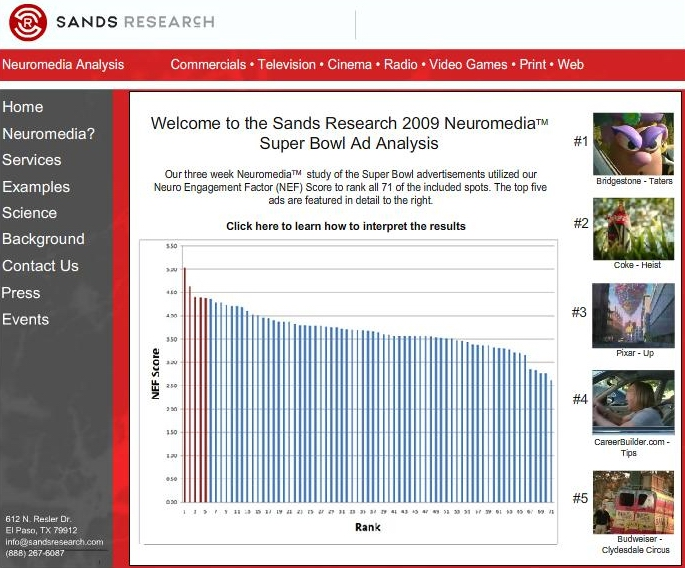 SANDS RESEARCH
Neuromedia Analysis
Commercials • Television • Cinema • Radio • Video Games • Print • Web
Home
Neuromedia?
Services
Examples
Science
Background
Contact Us
Press
Events
612 N. Resler Dr.
El Paso, TX 79912
info@sandsresearch.com
(888) 267-6087
Welcome to the Sands Research 2009 Neuromedia™
Super Bowl Ad Analysis
Our three week Neuromedia™ study of the Super Bowl advertisements utilized our
Neuro Engagement Factor (NEF) Score to rank all 71 of the included spots. The top five
ads are featured in detail to the right.
Click here to learn how to interpret the results
NEF Score
5.50
5.00
4.50
4.00
3.50
3.00
2.50
2.00
1.50
1.00
0.50
0.00
1 3 5 7 9 11 13 15 17 19 21 23 25 27 29 31 33 35 37 39 41 43 45 47 49 51 53 55 57 59 61 63 65 67 69 71
Rank
#1
Bridgestone - Taters
#2
Coke - Heist
#3
Pixar - Up
#4
CareerBuilder.com -
Tips
#5
Budweiser -
Clydesdale Circus